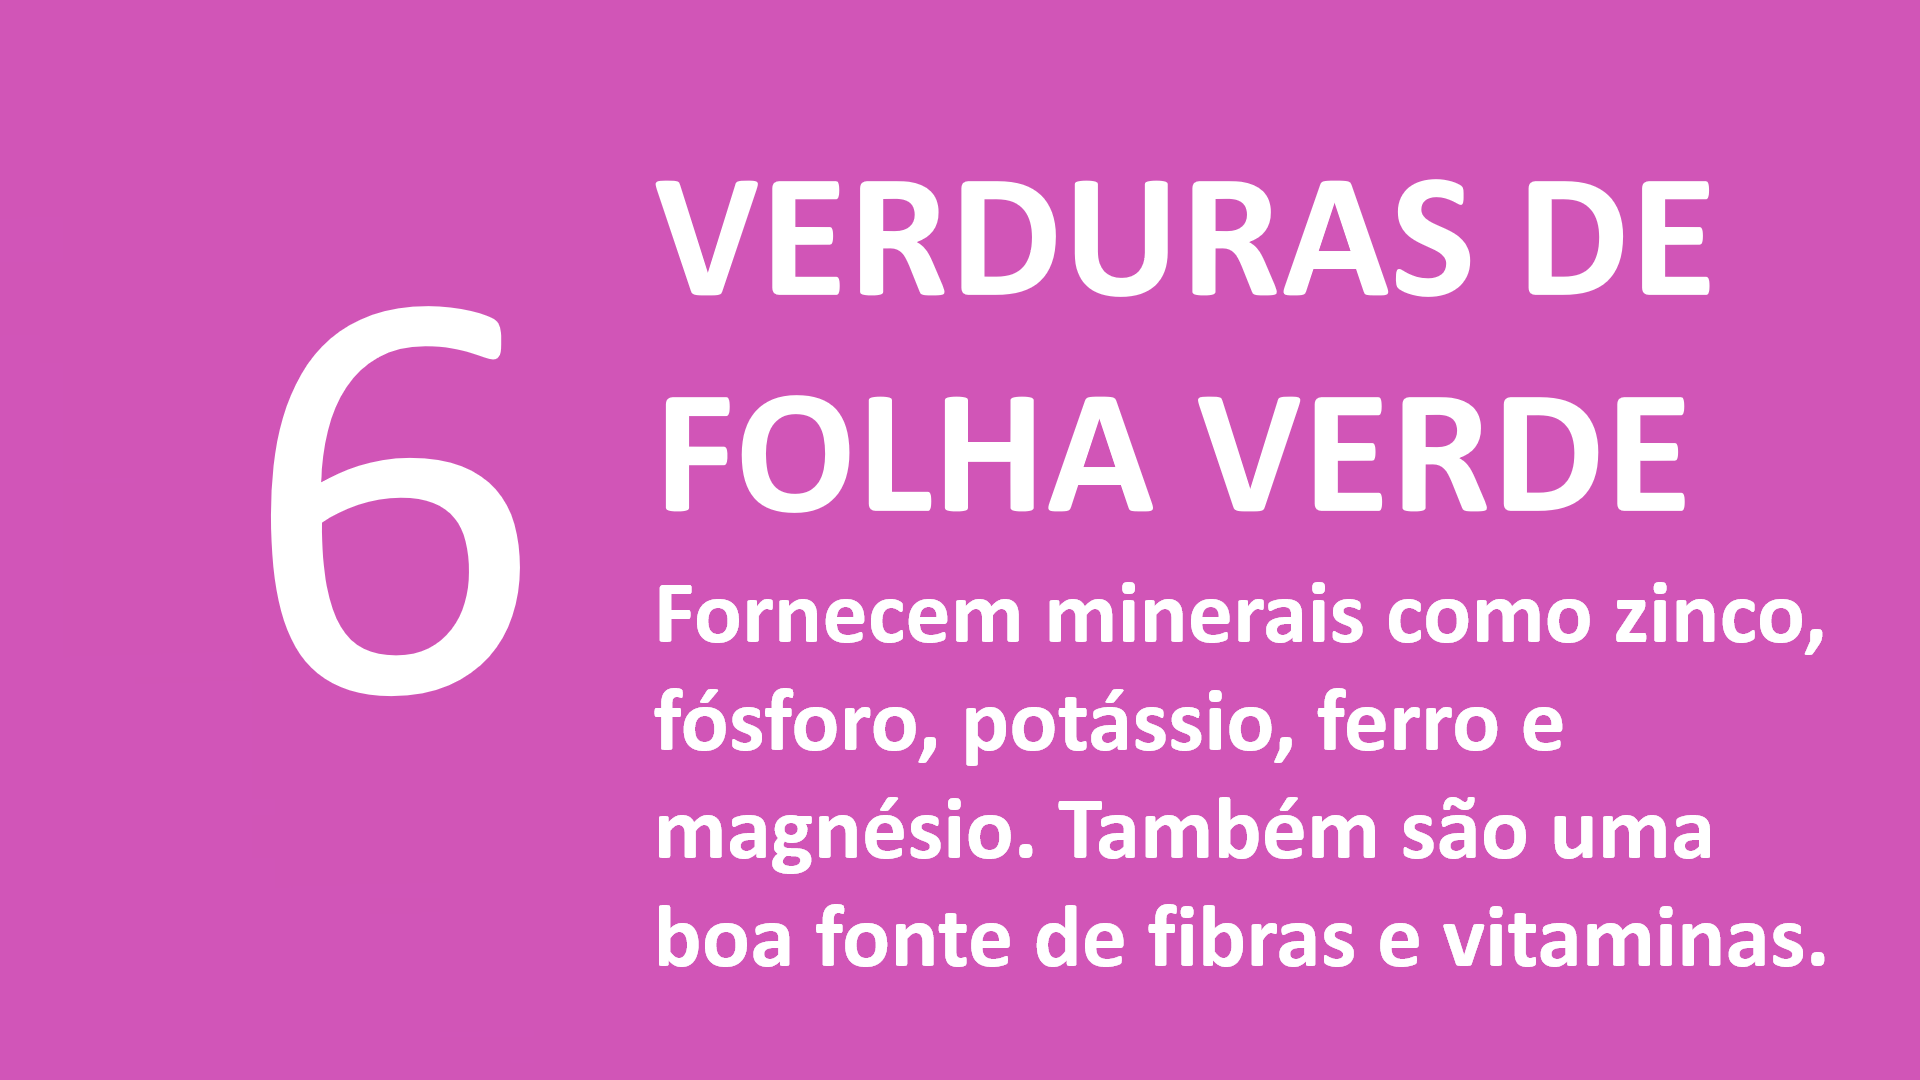 6
VERDURAS DE
FOLHA VERDE
Fornecem minerais como zinco,
fósforo, potássio, ferro e
magnésio. Também são uma
boa fonte de fibras e vitaminas.